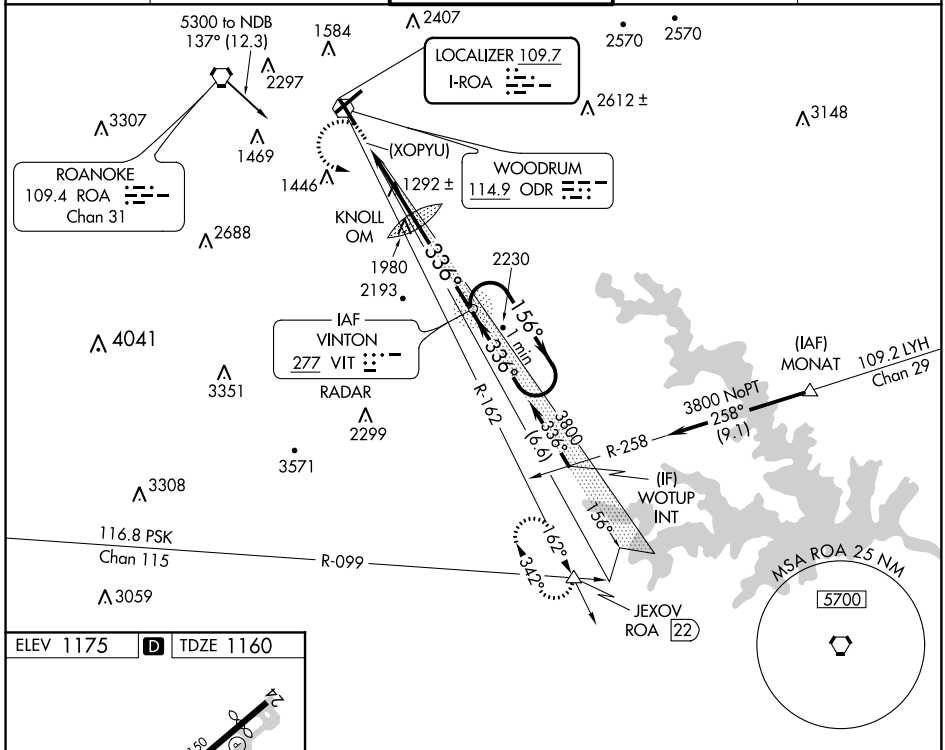 5300 to NDB
137° (12.3)
1584
2407
2570
2570
2297
LOCALIZER 109.7
I-ROA
2612 ±
3148
3307
1469
(XOPYU)
ROANOKE
109.4 ROA
Chan 31
1446
1292 ±
WOODRUM
114.9 ODR
KNOLL
OM
2688
1980
336°
2230
2193
156°
1 min
IAF
VINTON
277 VIT
RADAR
336°
4041
(IAF)
MONAT
109.2 LYH
Chan 29
3351
R-162
3800 NoPT
258°
(9.1)
2299
3800
336°
(6.6)
R-258
3571
(IF)
WOTUP
INT
3308
156°
116.8 PSK
Chan 115
R-099
162°
342°
MSA ROA 25 NM
5700
3059
JEXOV
ROA 22
ELEV 1175 D TDZE 1160
24
150
P